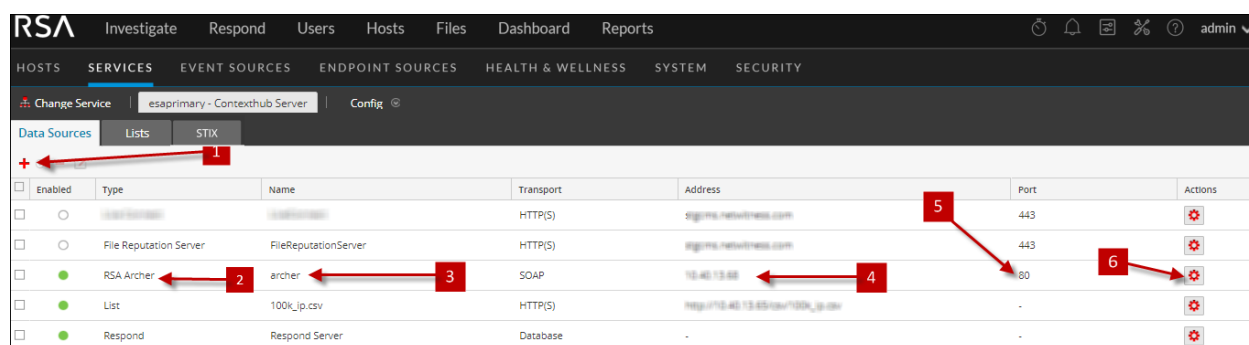 RSA Investigate Respond Users Hosts Files Dashboard Reports admin
HOSTS SERVICES EVENT SOURCES ENDPOINT SOURCES HEALTH & WELLNESS SYSTEM SECURITY
Change Service esaprimary - Contexthub Server Config
Data Sources Lists STIX
1
Enabled Type Name Transport Address Port Actions
HTTP(S) 443
5
File Reputation Server FileReputationServer HTTP(S) 443
6
RSA Archer 2 archer 3 SOAP 4 80
List 100k_ip.csv HTTP(S) -
Respond Respond Server Database - -